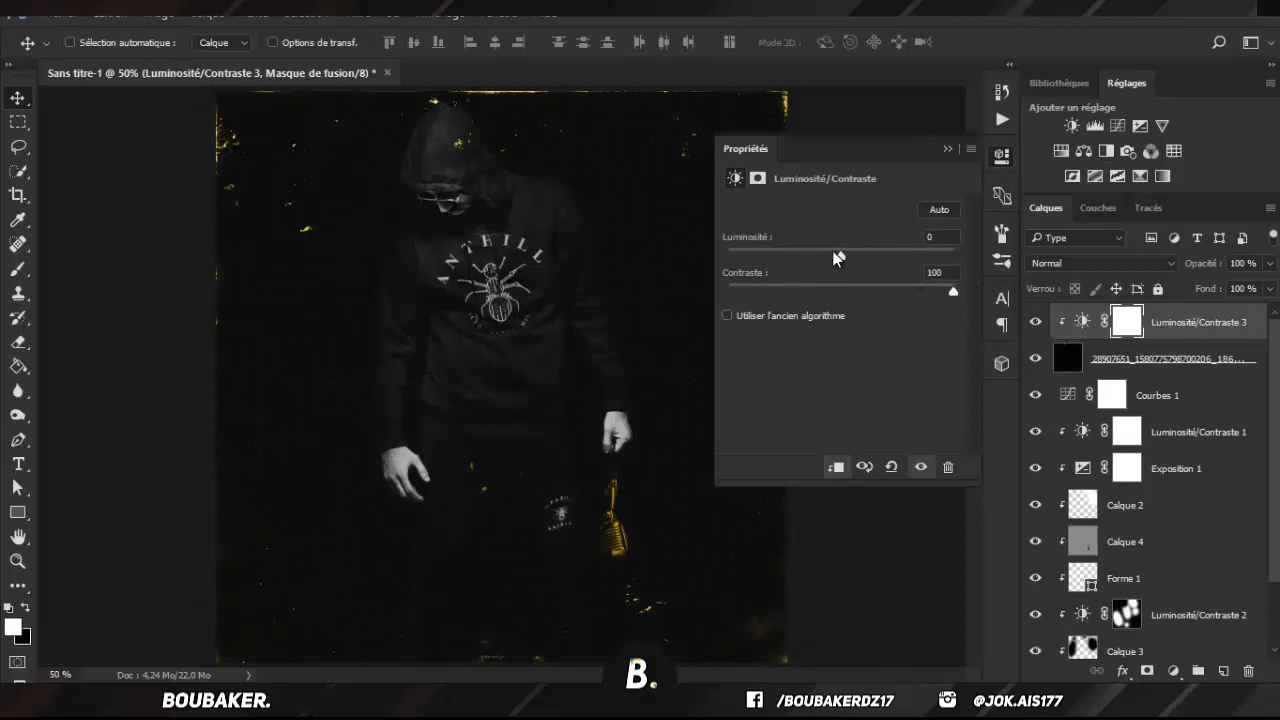 Sélection automatique :
Calque
Options de transf.
Mode 3D :
Sans titre-1 @ 50% (Luminosité/Contraste 3, Masque de fusion/8) *
ANTHILL
Propriétés
Luminosité/Contraste
Auto
Luminosité :
0
Contraste :
100
Utiliser l'ancien algorithme
Bibliothèques
Réglages
Ajouter un réglage
Calques
Couches
Tracés
Type
Normal
Opacité :
100 %
Verrou :
Fond :
100 %
Luminosité/Contraste 3
28907651_1580775798700206_186...
Courbes 1
Luminosité/Contraste 1
Exposition 1
Calque 2
Calque 4
Forme 1
Luminosité/Contraste 2
Calque 3
50 %
Doc : 4,24 Mo/22,0 Mo
B.
BOUBAKER.
/BOUBAKERDZ17
@JOK.AIS177